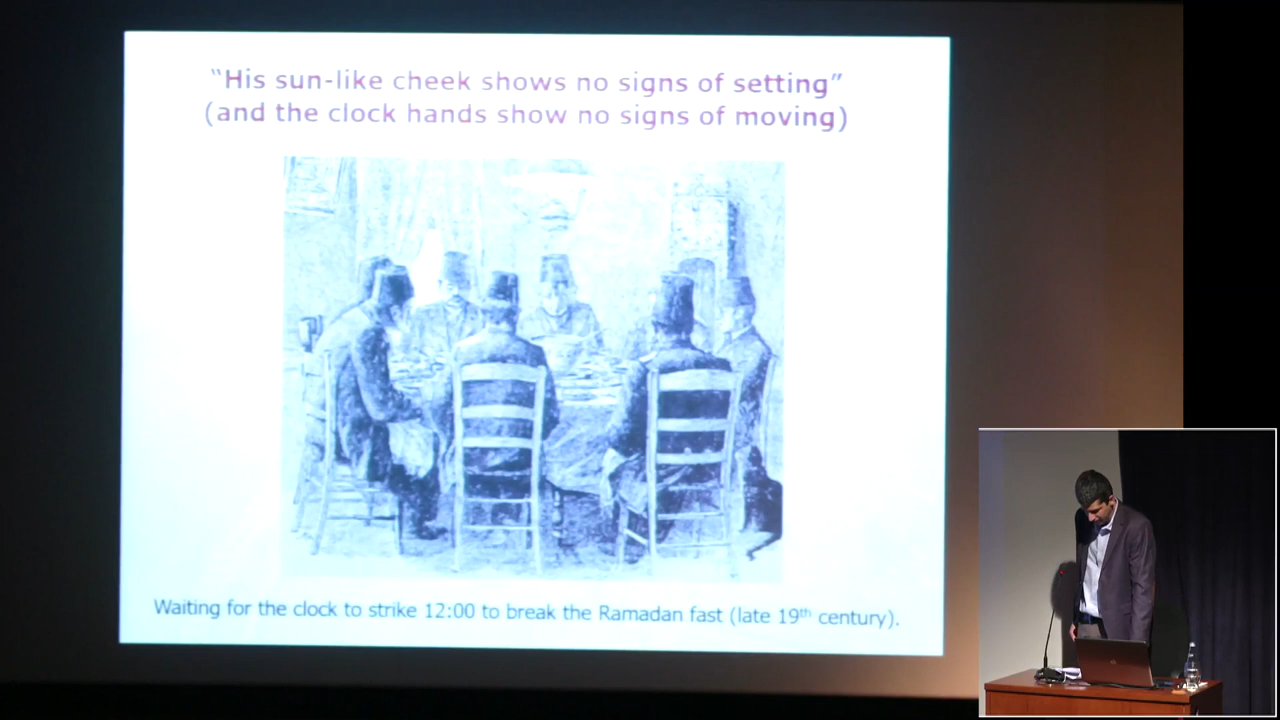 “His sun-like cheek shows no signs of setting”
(and the clock hands show no signs of moving)
Waiting for the clock to strike 12:00 to break the Ramadan fast (late 19th century).